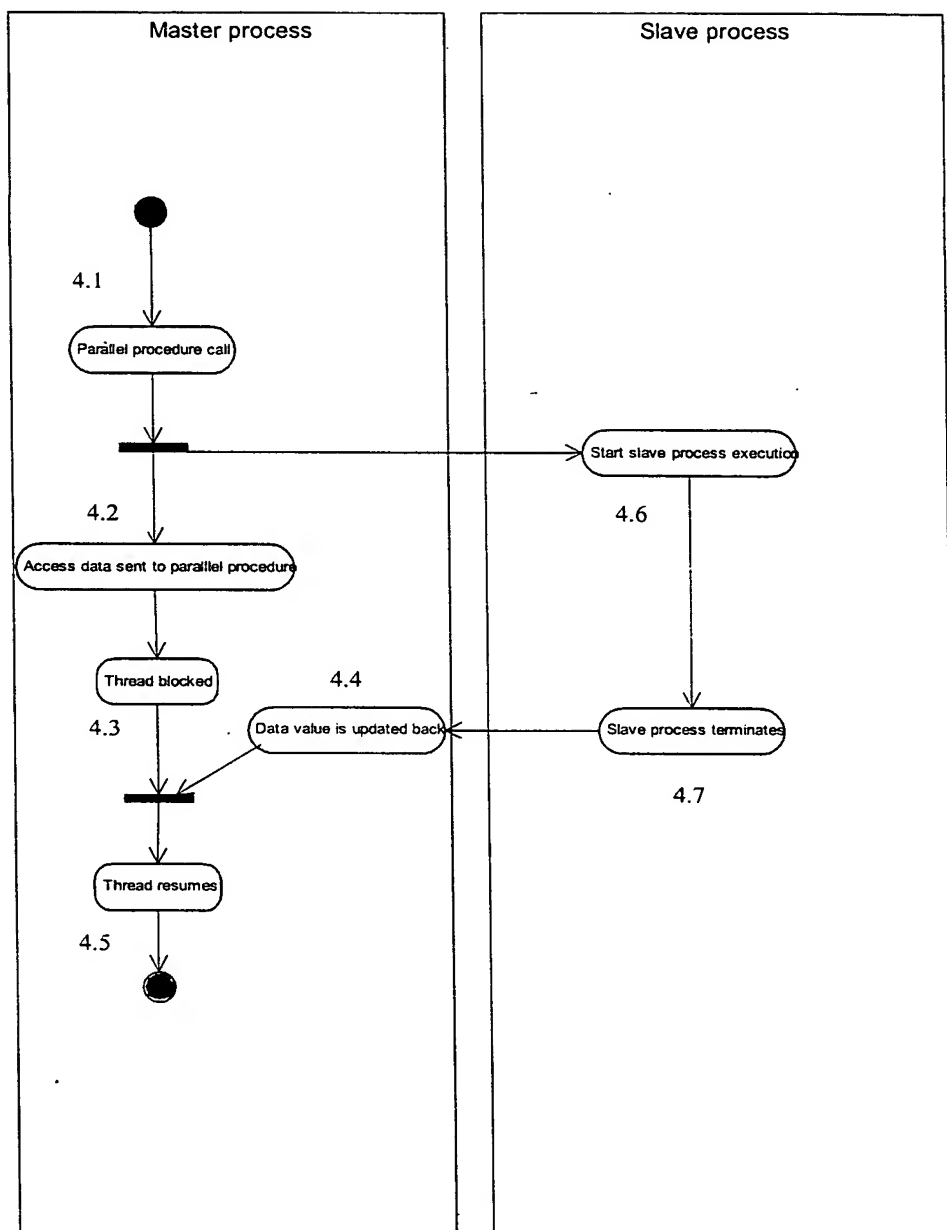 Master process
Slave process
4.1
Parallel procedure call
Start slave process execution
4.2
4.6
Access data sent to paralllel procedure
Thread blocked
4.4
4.3
Data value is updated back
Slave process terminates
4.7
Thread resumes
4.5